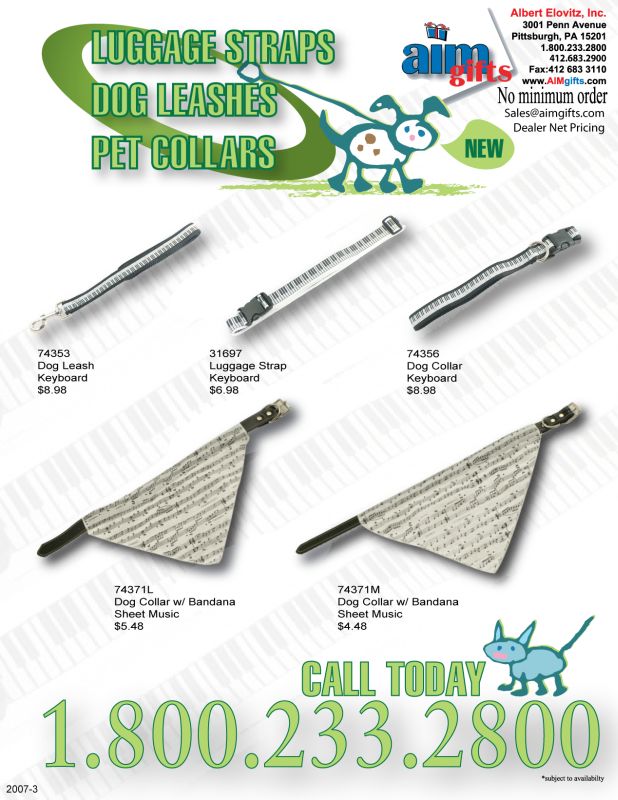 LUGGAGE STRAPS
DOG LEASHES
PET COLLARS
aim
gifts
Albert Elovitz, Inc.
3001 Penn Avenue
Pittsburgh, PA 15201
1.800.233.2800
412.683.2900
Fax:412 683 3110
www.AIMgifts.com
No minimum order
Sales@aimgifts.com
Dealer Net Pricing
NEW
74353
Dog Leash
Keyboard
$8.98
31697
Luggage Strap
Keyboard
$6.98
74356
Dog Collar
Keyboard
$8.98
74371L
Dog Collar w/ Bandana
Sheet Music
$5.48
74371M
Dog Collar w/ Bandana
Sheet Music
$4.48
CALL TODAY
1.800.233.2800
*subject to availabilty
2007-3